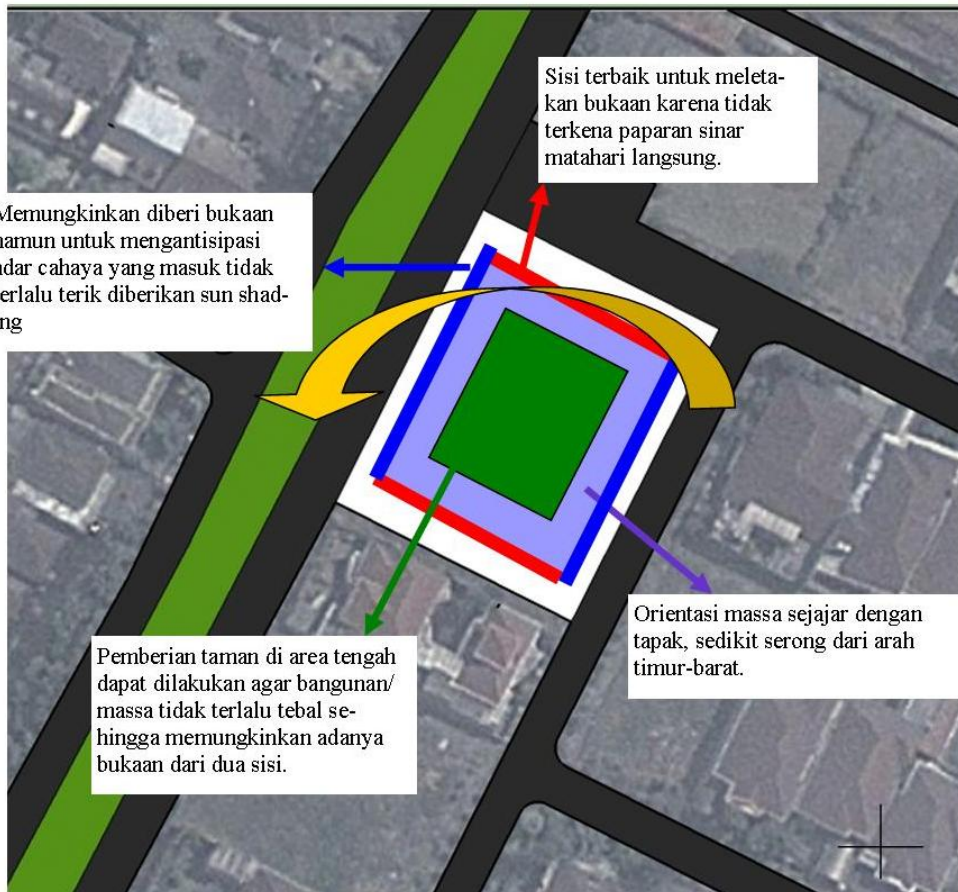 Sisi terbaik untuk meleta-
kan bukaan karena tidak
terkena paparan sinar
matahari langsung.
Memungkinkan diberi bukaan
namun untuk mengantisipasi
adar cahaya yang masuk tidak
terlalu terik diberikan sun shad-
ing
Orientasi massa sejajar dengan
tapak, sedikit serong dari arah
timur-barat.
Pemberian taman di area tengah
dapat dilakukan agar bangunan/
massa tidak terlalu tebal se-
hingga memungkinkan adanya
bukaan dari dua sisi.